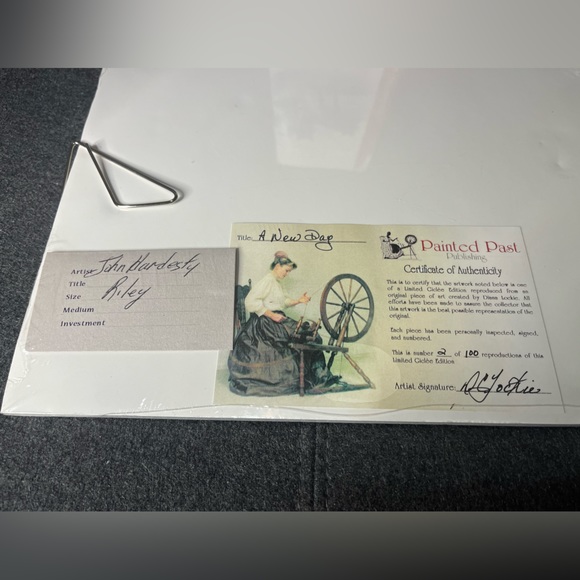 Artist John Hardesty
Title Riley
Size
Medium
Investment
Title: A New Day
Painted Past
Publishing
Certificate of Authenticity
This is to certify that the artwork noted below is one
of a Limited Giclée Edition reproduced from an
original piece of art created by Diana Lockie. All
efforts have been made to assure the collector that
this artwork is the best possible representation of the
original.
Each piece has been personally inspected, signed,
and numbered.
This is number 2 of 100 reproductions of this
Limited Giclée Edition.
Artist Signature: